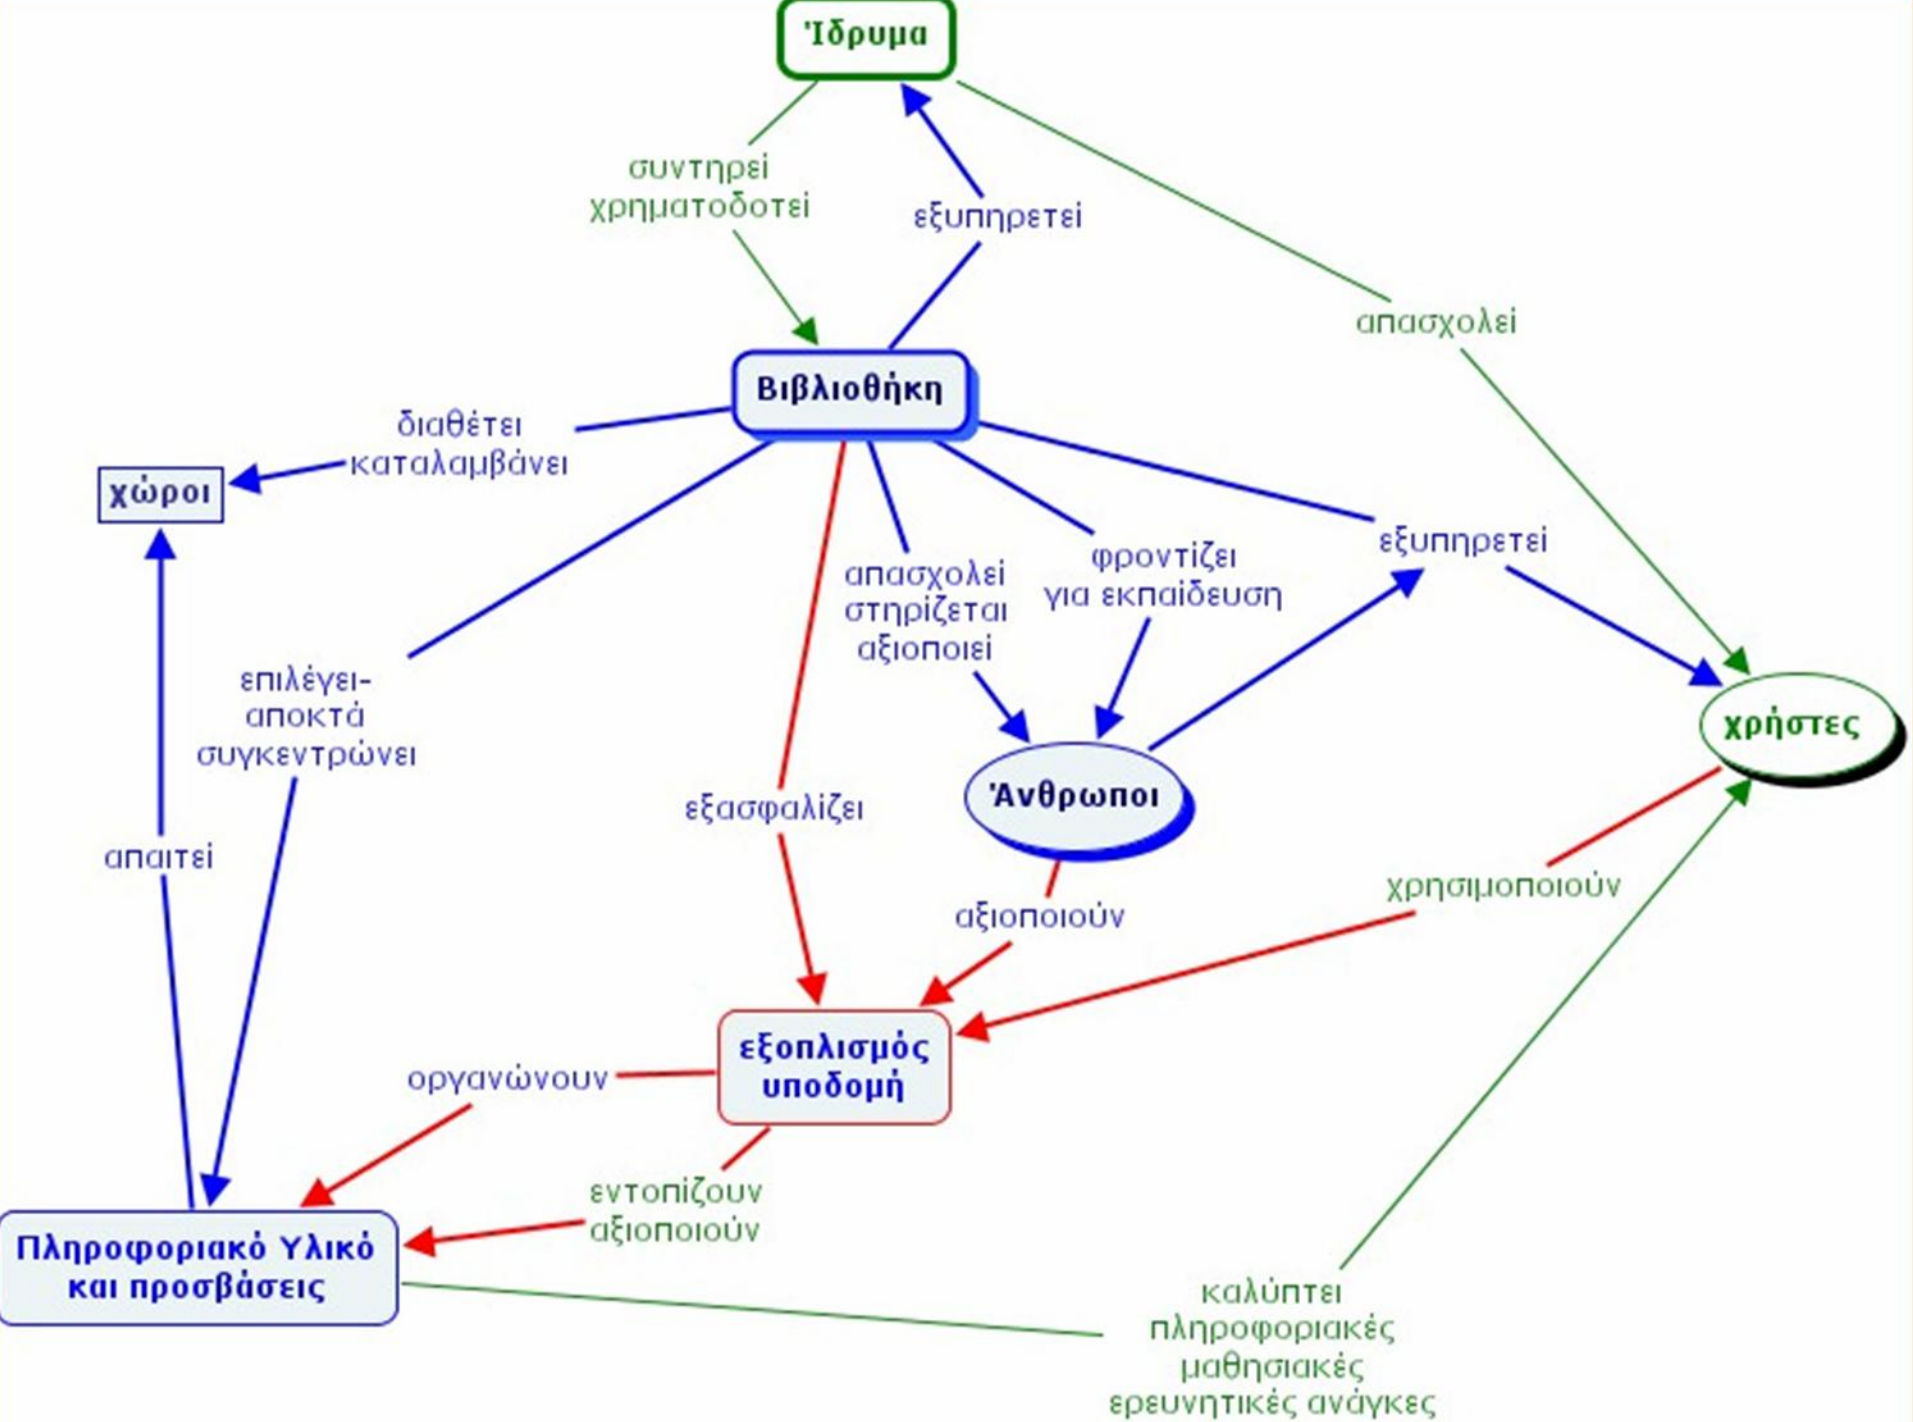 Ίδρυμα
συντηρεί
χρηματοδοτεί
εξυπηρετεί
απασχολεί
Βιβλιοθήκη
διαθέτει
καταλαμβάνει
χώροι
εξυπηρετεί
φροντίζει
για εκπαίδευση
απασχολεί
στηρίζεται
αξιοποιεί
επιλέγει-
αποκτά
συγκεντρώνει
χρήστες
Άνθρωποι
εξασφαλίζει
απαιτεί
χρησιμοποιούν
αξιοποιούν
εξοπλισμός
υποδομή
οργανώνουν
εντοπίζουν
αξιοποιούν
Πληροφοριακό Υλικό
και προσβάσεις
καλύπτει
πληροφοριακές
μαθησιακές
ερευνητικές ανάγκες